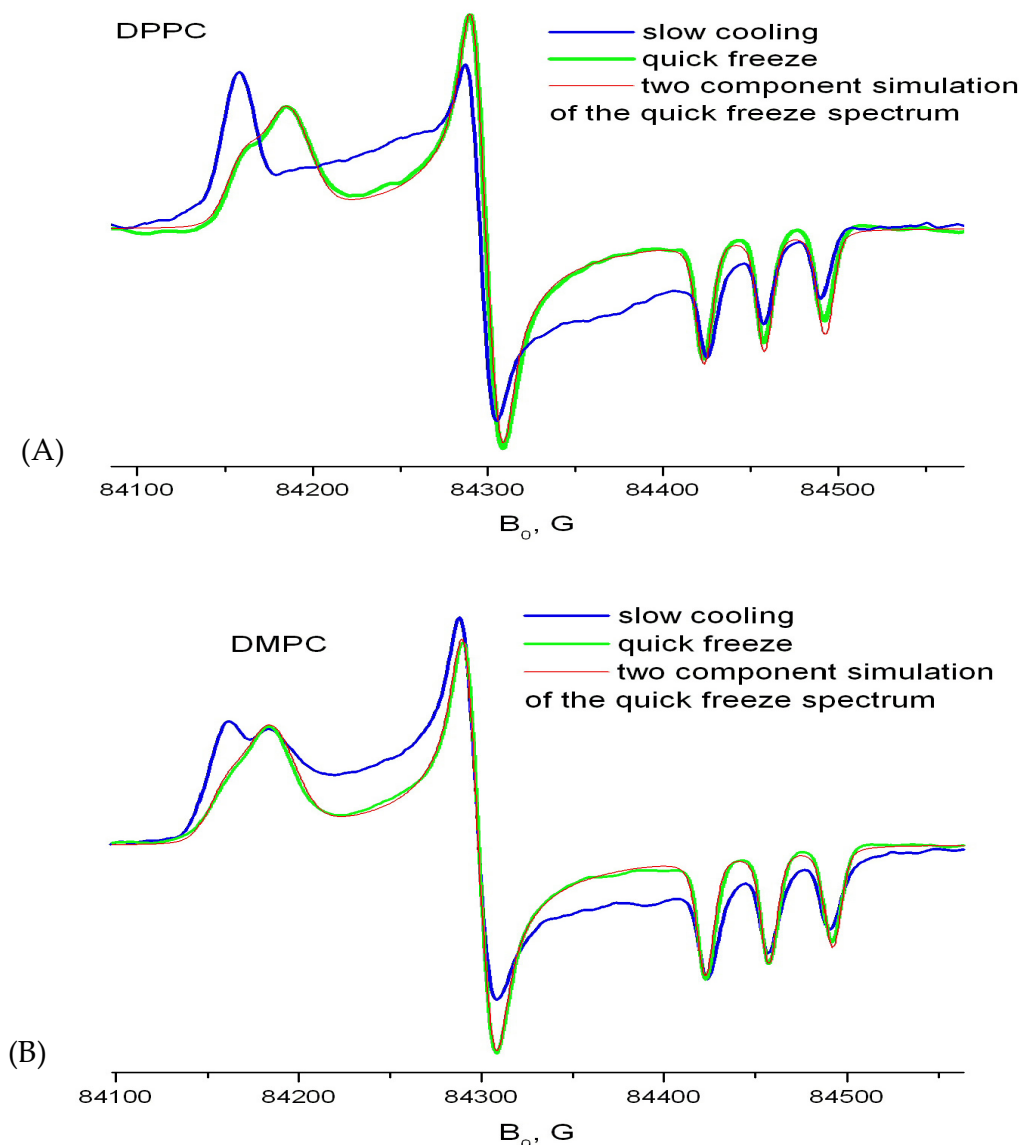 DPPC
slow cooling
quick freeze
two component simulation
of the quick freeze spectrum
(A)
84100 84200 84300 84400 84500
B₀, G
DMPC
slow cooling
quick freeze
two component simulation
of the quick freeze spectrum
(B)
84100 84200 84300 84400 84500
B₀, G